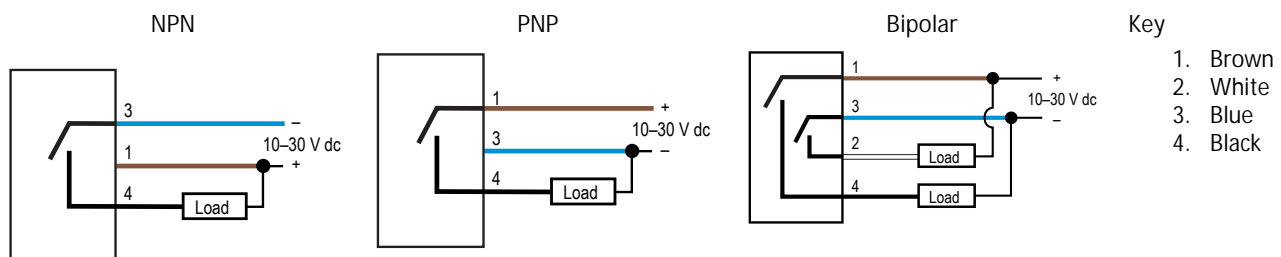 NPN
3
–
10–30 V dc
1
+
4
Load
PNP
1
+
3
10–30 V dc
–
4
Load
Bipolar
1
+
10–30 V dc
3
–
2
Load
4
Load
Key
1. Brown
2. White
3. Blue
4. Black